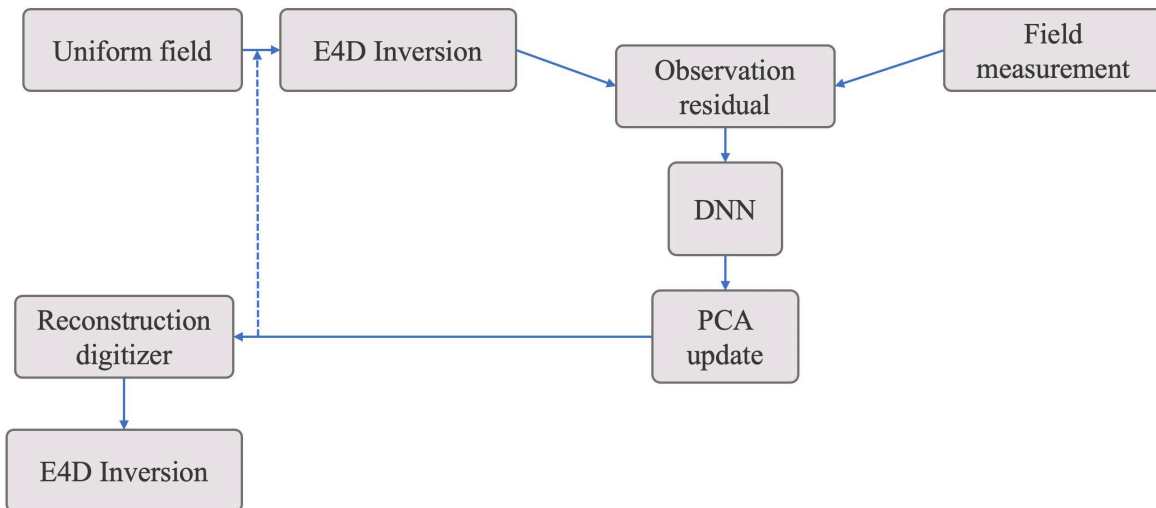 Uniform field
E4D Inversion
Observation
residual
Field
measurement
DNN
PCA
update
Reconstruction
digitizer
E4D Inversion